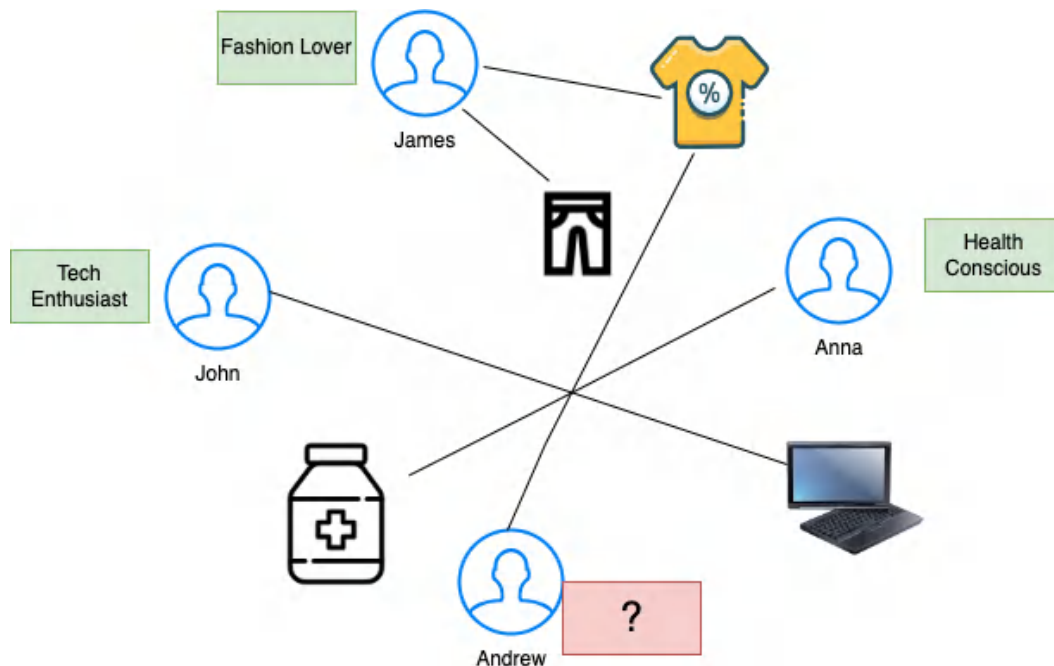 Fashion Lover
James
%
Tech
Enthusiast
John
Health
Conscious
Anna
?
Andrew